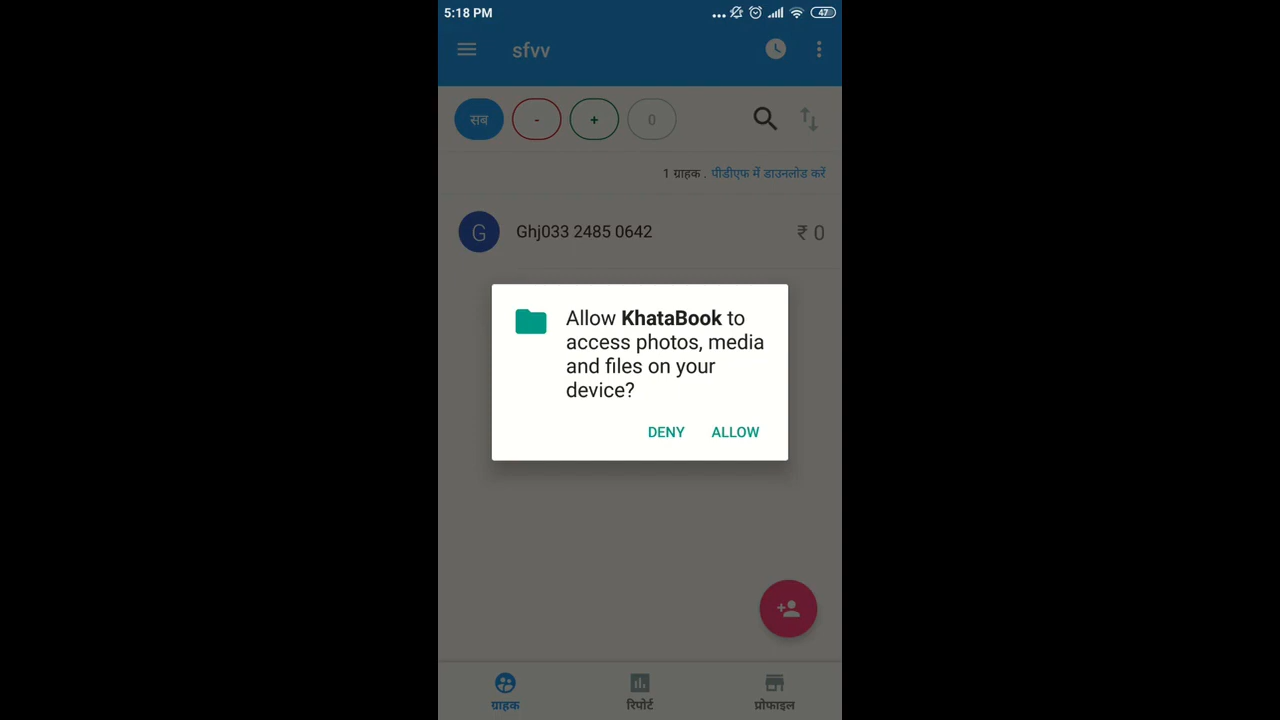 5:18 PM
47
sfvv
सब
-
+
0
1 ग्राहक . पीडीएफ में डाउनलोड करें
G
Ghj033 2485 0642
₹ 0
Allow KhataBook to
access photos, media
and files on your
device?
DENY ALLOW
ग्राहक
रिपोर्ट
प्रोफाइल